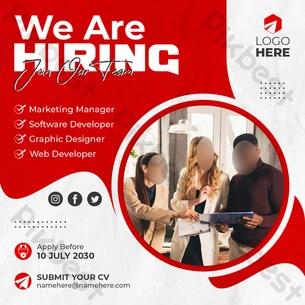 We Are
HIRING
Join Our Team
LOGO
HERE
Marketing Manager
Software Developer
Graphic Designer
Web Developer
Apply Before
10 JULY 2030
SUBMIT YOUR CV
namehere@namehere.com
pikbest